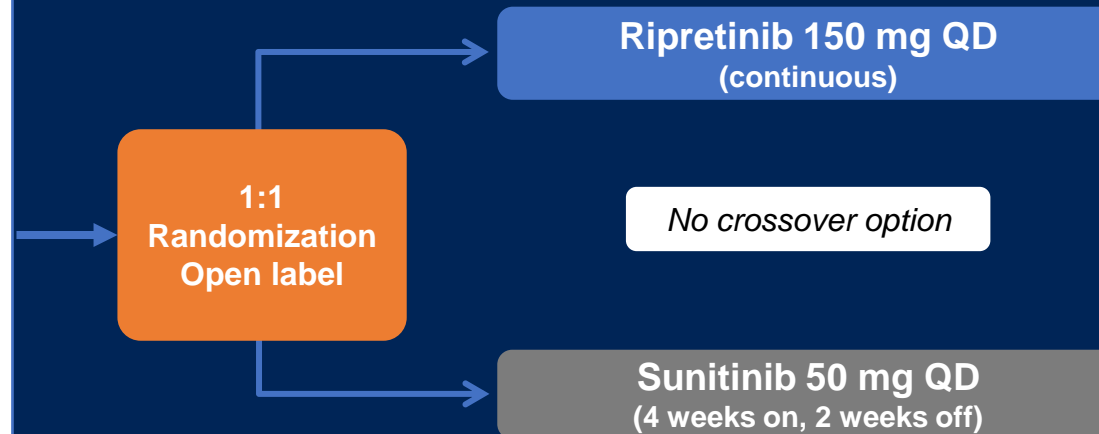 Ripretinib 150 mg QD
(continuous)
1:1
Randomization
Open label
No crossover option
Sunitinib 50 mg QD
(4 weeks on, 2 weeks off)